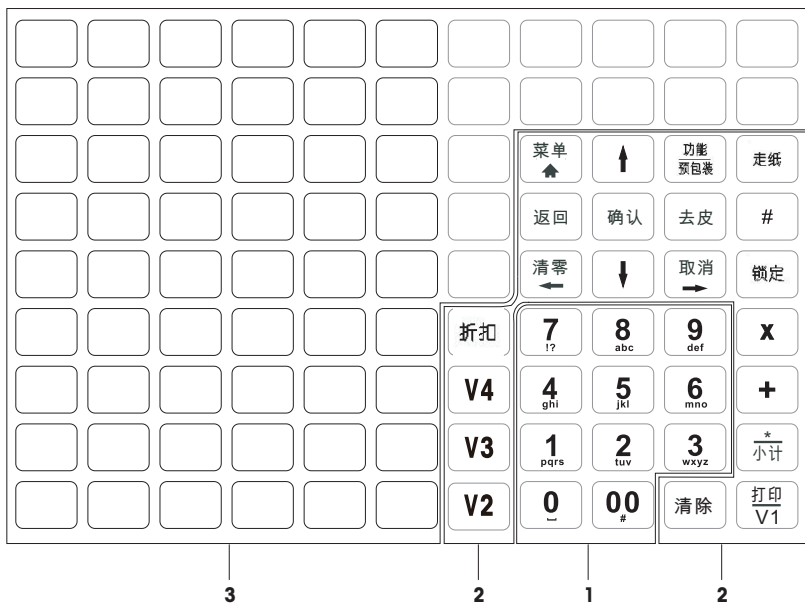 菜单
功能
预包装
走纸
返回
确认
去皮
#
清零
取消
锁定
折扣
7
!?
8
abc
9
def
x
V4
4
ghi
5
jkl
6
mno
+
V3
1
pqrs
2
tuv
3
wxyz
*
小计
V2
0
⎵
00
#
清除
打印
V1
3
2
1
2